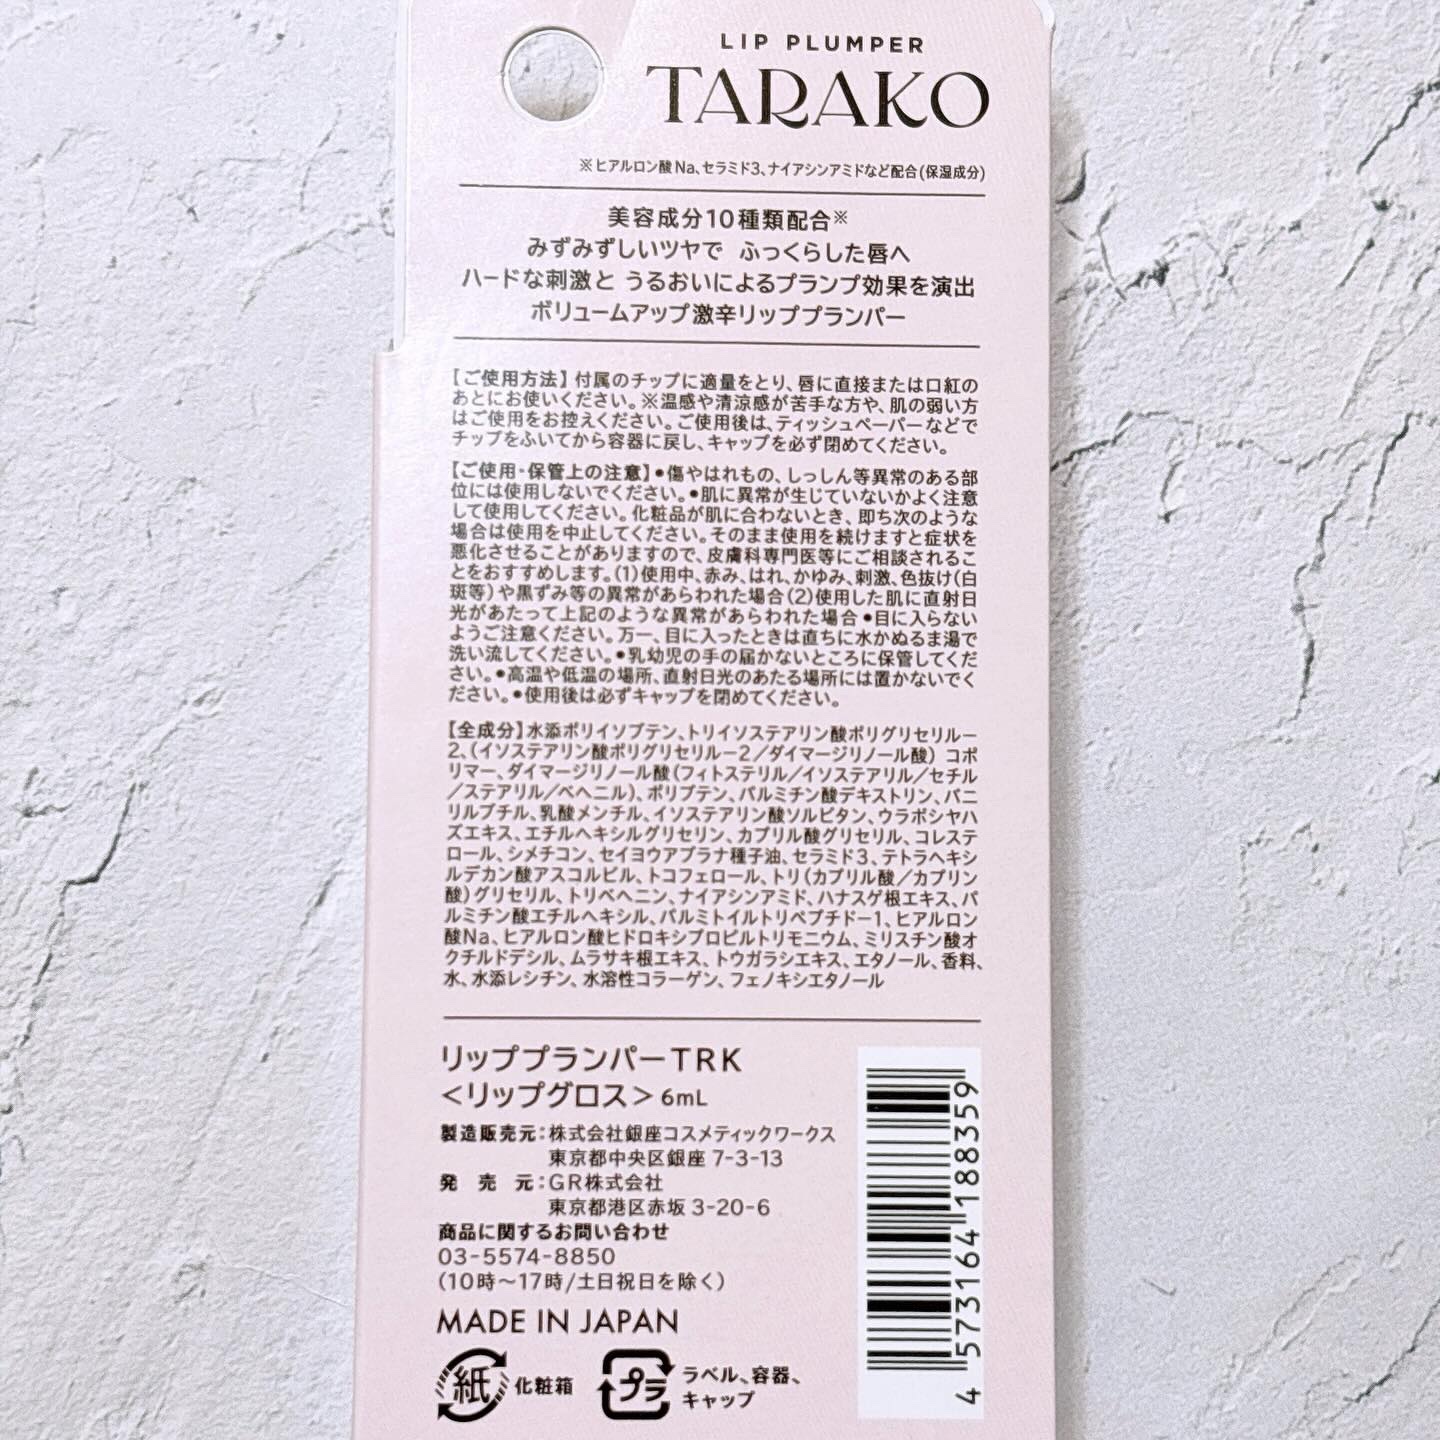 LIP PLUMPER
TARAKO
※ヒアルロン酸Na、セラミド3、ナイアシンアミドなど配合(保湿成分)
美容成分10種類配合※
みずみずしいツヤで ふっくらした唇へ
ハードな刺激と うるおいによるプランプ効果を演出
ボリュームアップ激辛リッププランパー
【ご使用方法】付属のチップに適量をとり、唇に直接または口紅の
あとにお使いください。※温感や清涼感が苦手な方や、肌の弱い方
はご使用をお控えください。ご使用後は、ティッシュペーパーなどで
チップをふいてから容器に戻し、キャップを必ず閉めてください。
【ご使用・保管上の注意】●傷やはれもの、しっしん等異常のある部
位には使用しないでください。●肌に異常が生じていないかよく注意
して使用してください。化粧品が肌に合わないとき、即ち次のような
場合は使用を中止してください。そのまま使用を続けますと症状を
悪化させることがありますので、皮膚科専門医等にご相談されるこ
とをおすすめします。(1)使用中、赤み、はれ、かゆみ、刺激、色抜け(白
斑等)や黒ずみ等の異常があらわれた場合(2)使用した肌に直射日
光があたって上記のような異常があらわれた場合●目に入らない
ようご注意ください。万一、目に入ったときは直ちに水かぬるま湯で
洗い流してください。●乳幼児の手の届かないところに保管してくだ
さい。●高温や低温の場所、直射日光のあたる場所には置かないでく
ださい。●使用後は必ずキャップを閉めてください。
【全成分】水添ポリイソブテン、トリイソステアリン酸ポリグリセリル-
2、(イソステアリン酸ポリグリセリル-2/ダイマージリノール酸) コポ
リマー、ダイマージリノール酸(フィトステリル/イソステアリル/セチル
/ステアリル/ベヘニル)、ポリブテン、パルミチン酸デキストリン、バニ
リルブチル、乳酸メンチル、イソステアリン酸ソルビタン、ウラボシヤハ
ズエキス、エチルヘキシルグリセリン、カプリル酸グリセリル、コレステ
ロール、シメチコン、セイヨウアブラナ種子油、セラミド3、テトラヘキシ
ルデカン酸アスコルビル、トコフェロール、トリ(カプリル酸/カプリン
酸)グリセリル、トリベヘニン、ナイアシンアミド、ハナスゲ根エキス、パ
ルミチン酸エチルヘキシル、パルミトイルトリペプチド-1、ヒアルロン
酸Na、ヒアルロン酸ヒドロキシプロピルトリモニウム、ミリスチン酸オ
クチルドデシル、ムラサキ根エキス、トウガラシエキス、エタノール、香料、
水、水添レシチン、水溶性コラーゲン、フェノキシエタノール
リッププランパーTRK
<リップグロス> 6mL
製造販売元:株式会社銀座コスメティックワークス
東京都中央区銀座 7-3-13
発 売 元:GR株式会社
東京都港区赤坂 3-20-6
商品に関するお問い合わせ
03-5574-8850
(10時～17時/土日祝日を除く)
MADE IN JAPAN
紙 化粧箱
プラ ラベル、容器、
キャップ
4 573164 188359